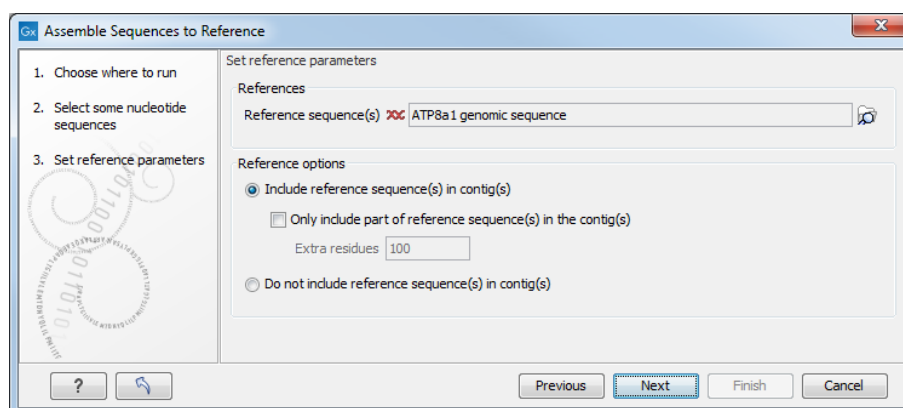 Gx Assemble Sequences to Reference
1. Choose where to run
2. Select some nucleotide
sequences
3. Set reference parameters
Set reference parameters
References
Reference sequence(s) ATP8a1 genomic sequence
Reference options
Include reference sequence(s) in contig(s)
Only include part of reference sequence(s) in the contig(s)
Extra residues 100
Do not include reference sequence(s) in contig(s)
? Previous Next Finish Cancel